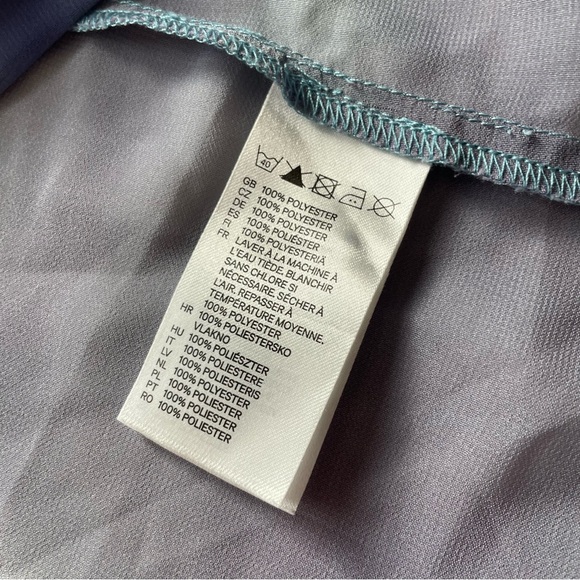 40
GB 100% POLYESTER
CZ 100% POLYESTER
DE 100% POLYESTER
ES 100% POLIÉSTER
FI 100% POLYESTERIÄ
FR LAVER À LA MACHINE À
L'EAU TIÈDE. BLANCHIR
SANS CHLORE SI
NÉCESSAIRE. SÉCHER À
L'AIR. REPASSER À
TEMPÉRATURE MOYENNE.
100% POLYESTER
HR 100% POLIESTERSKO
VLAKNO
HU 100% POLIÉSZTER
IT 100% POLIESTERE
LV 100% POLIESTERIS
NL 100% POLYESTER
PL 100% POLIESTER
PT 100% POLIÉSTER
RO 100% POLIESTER